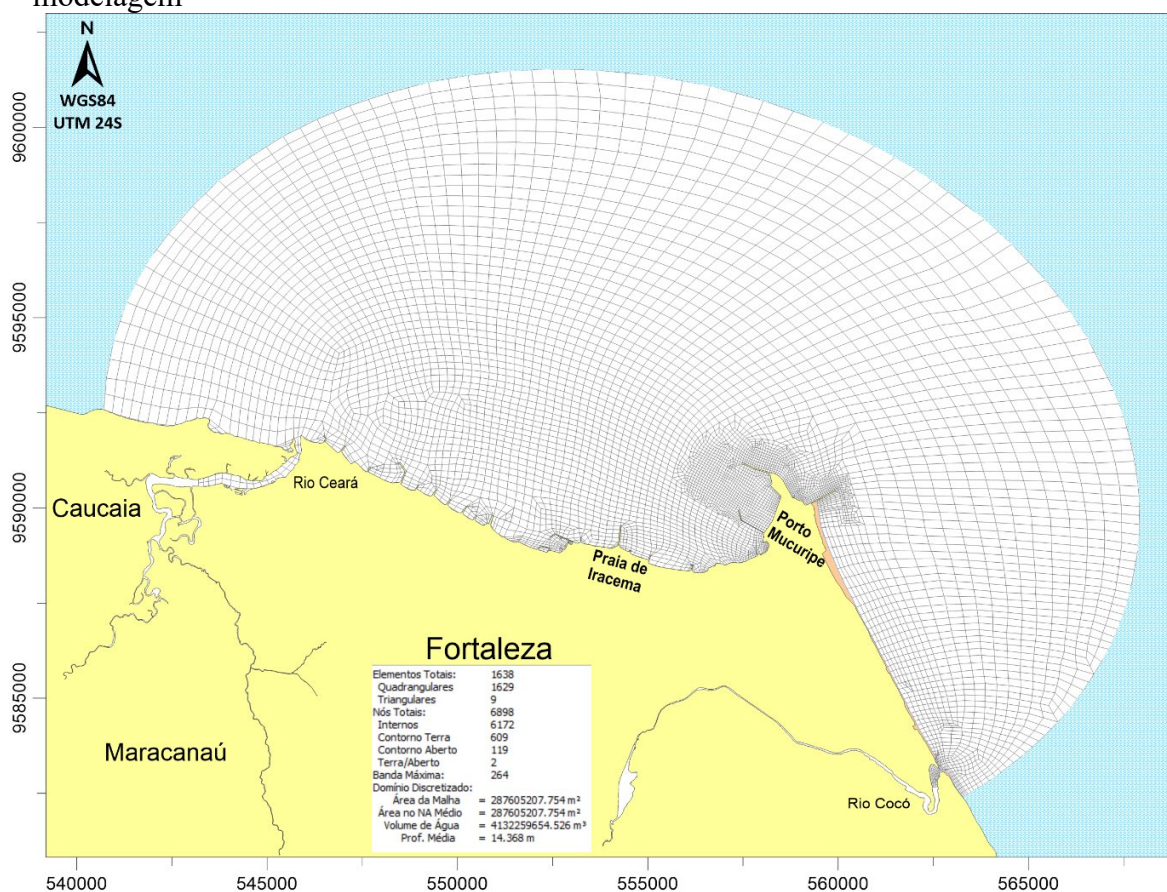 modelagem
N
WGS84
UTM 24S
9600000
9595000
9590000
9585000
Rio Ceará
Caucaia
Porto
Mucuripe
Praia de
Iracema
Fortaleza
Elementos Totais: 1638
Quadrangulares 1629
Triangulares 9
Nós Totais: 6898
Internos 6172
Contorno Terra 609
Contorno Aberto 119
Terra/Aberto 2
Banda Máxima: 264
Domínio Discretizado:
Área da Malha = 287605207.754 m²
Área no NA Médio = 287605207.754 m²
Volume de Água = 4132259654.526 m³
Prof. Média = 14.368 m
Maracanaú
Rio Cocó
540000 545000 550000 555000 560000 565000